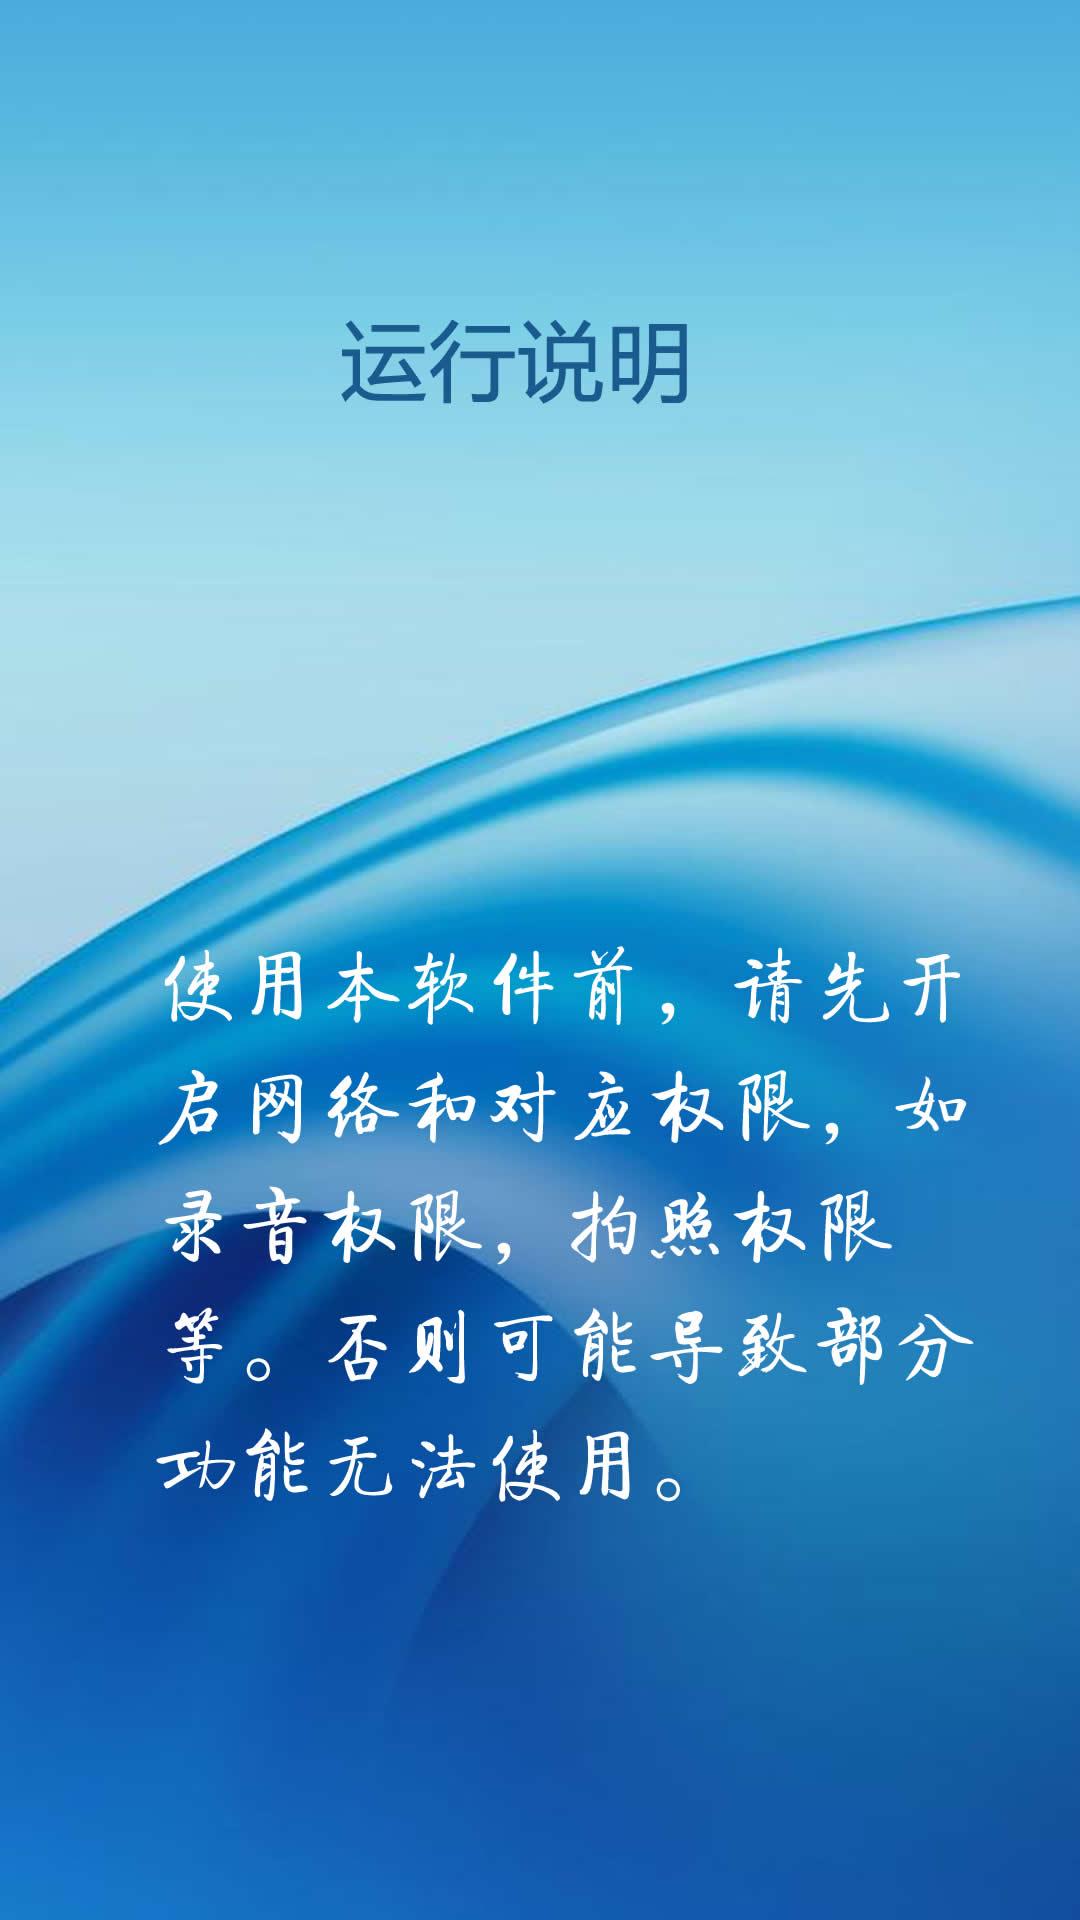 运行说明
使用本软件前，请先开
启网络和对应权限，如
录音权限，拍照权限
等。否则可能导致部分
功能无法使用。